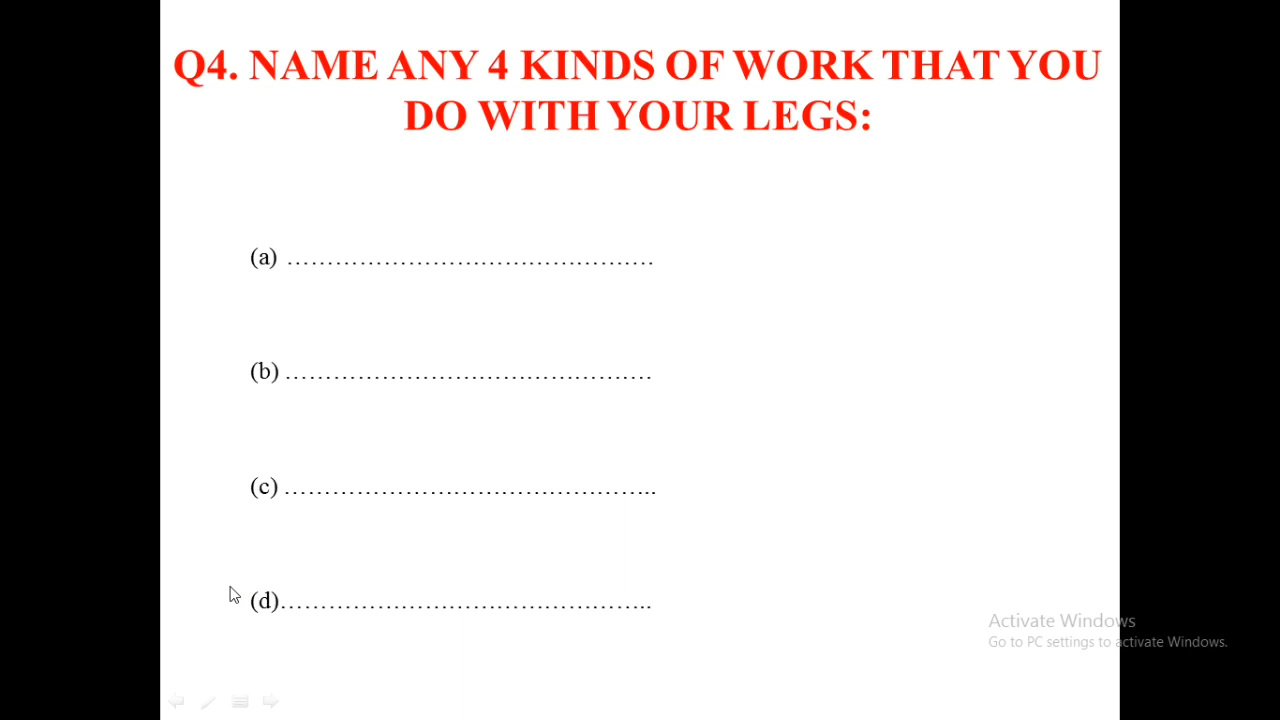 Q4. NAME ANY 4 KINDS OF WORK THAT YOU
DO WITH YOUR LEGS:
(a) ……………………………………….
(b) ………………………………………
(c) ……………………………………..
(d)……………………………………..
Activate Windows
Go to PC settings to activate Windows.